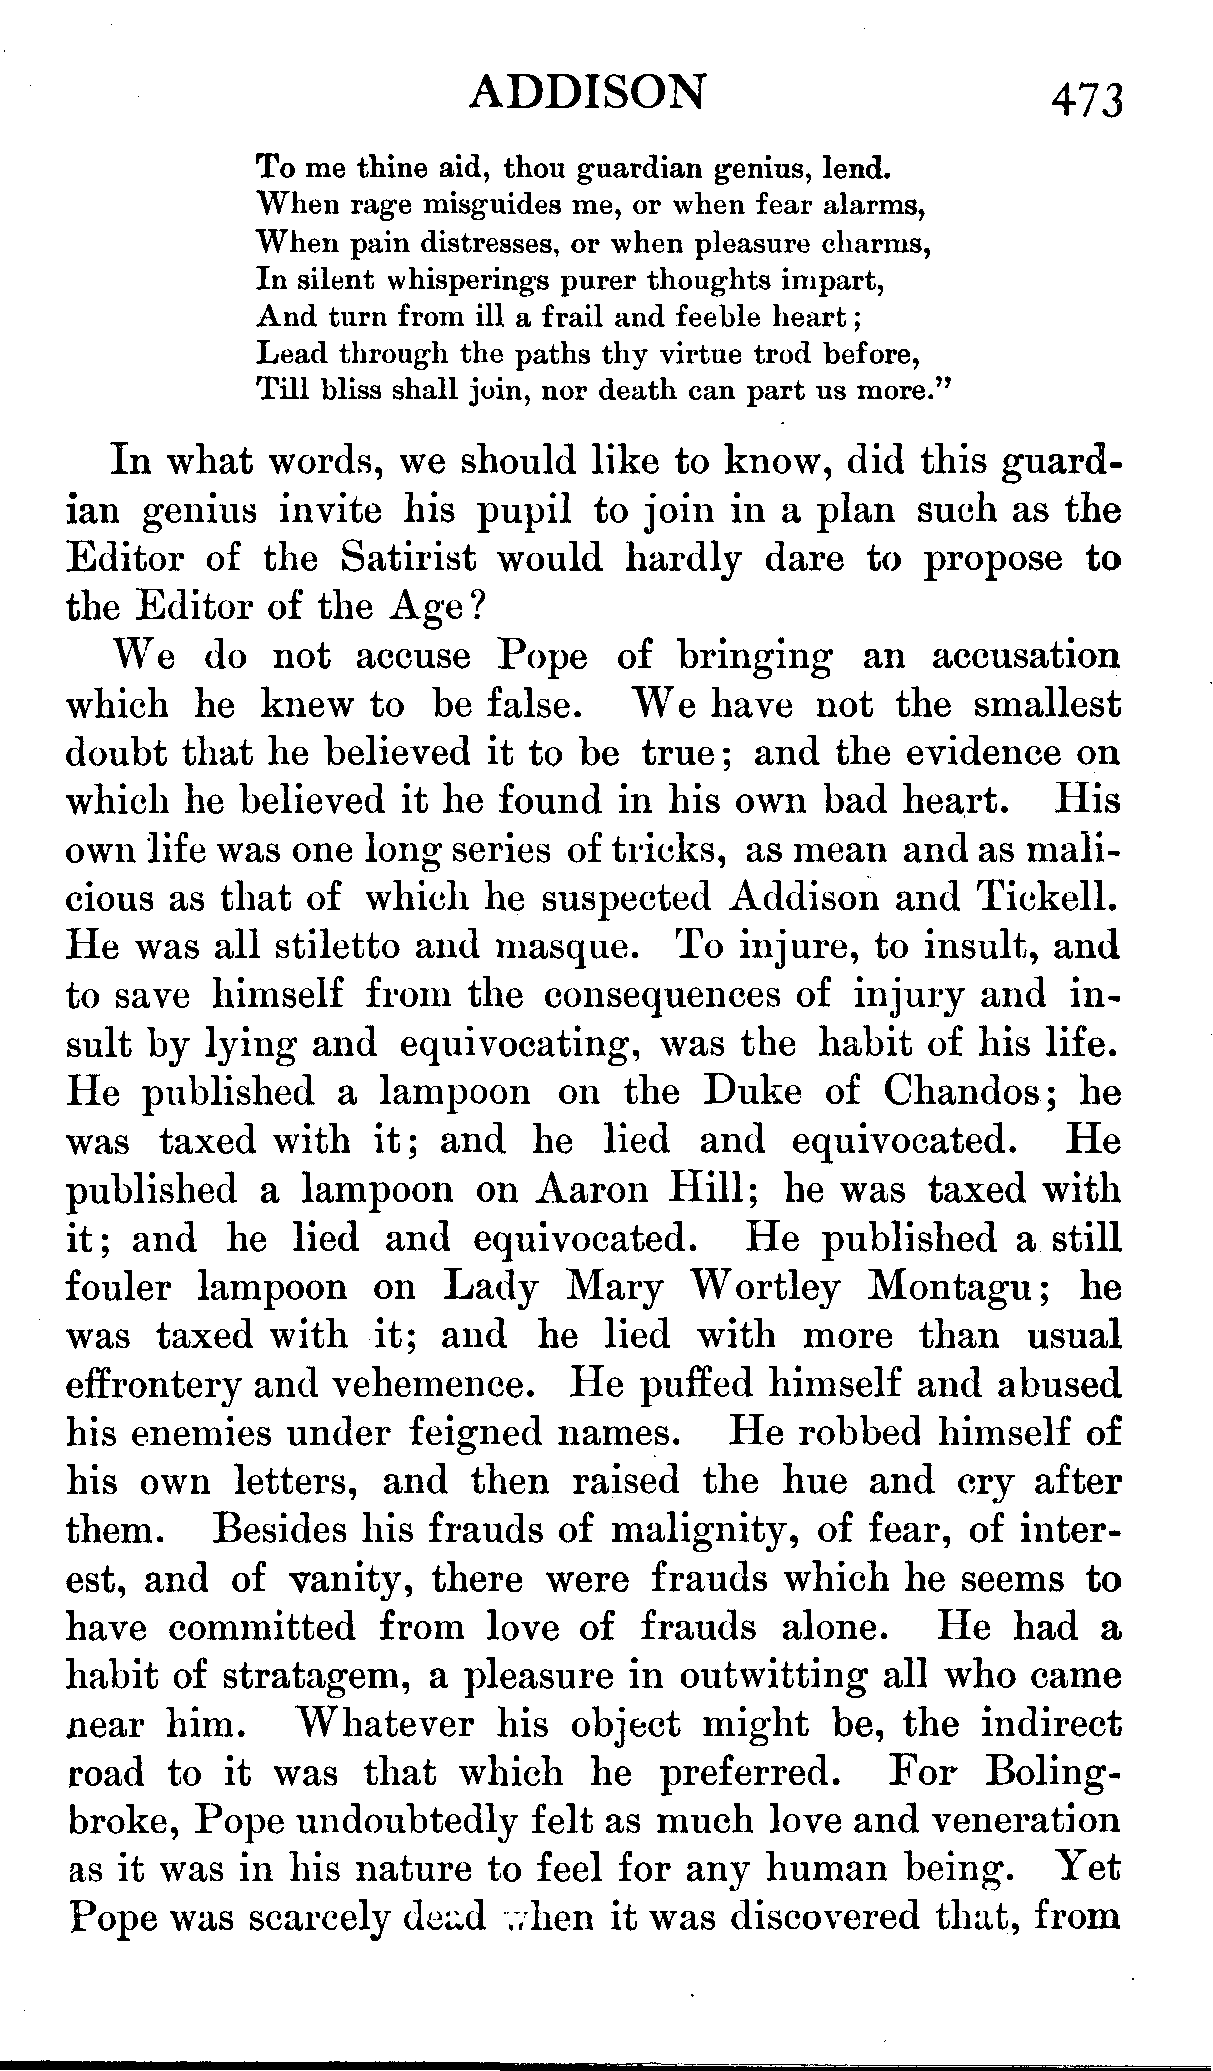 ADDISON 473
To me thine aid, thou guardian genius, lend.
When rage misguides me, or when fear alarms,
When pain distresses, or when pleasure charms,
In silent whisperings purer thoughts impart,
And turn from ill a frail and feeble heart;
Lead through the paths thy virtue trod before,
Till bliss shall join, nor death can part us more.”
In what words, we should like to know, did this guard-
ian genius invite his pupil to join in a plan such as the
Editor of the Satirist would hardly dare to propose to
the Editor of the Age?
We do not accuse Pope of bringing an accusation
which he knew to be false. We have not the smallest
doubt that he believed it to be true; and the evidence on
which he believed it he found in his own bad heart. His
own life was one long series of tricks, as mean and as mali-
cious as that of which he suspected Addison and Tickell.
He was all stiletto and masque. To injure, to insult, and
to save himself from the consequences of injury and in-
sult by lying and equivocating, was the habit of his life.
He published a lampoon on the Duke of Chandos; he
was taxed with it; and he lied and equivocated. He
published a lampoon on Aaron Hill; he was taxed with
it; and he lied and equivocated. He published a still
fouler lampoon on Lady Mary Wortley Montagu; he
was taxed with it; and he lied with more than usual
effrontery and vehemence. He puffed himself and abused
his enemies under feigned names. He robbed himself of
his own letters, and then raised the hue and cry after
them. Besides his frauds of malignity, of fear, of inter-
est, and of vanity, there were frauds which he seems to
have committed from love of frauds alone. He had a
habit of stratagem, a pleasure in outwitting all who came
near him. Whatever his object might be, the indirect
road to it was that which he preferred. For Boling-
broke, Pope undoubtedly felt as much love and veneration
as it was in his nature to feel for any human being. Yet
Pope was scarcely dead when it was discovered that, from